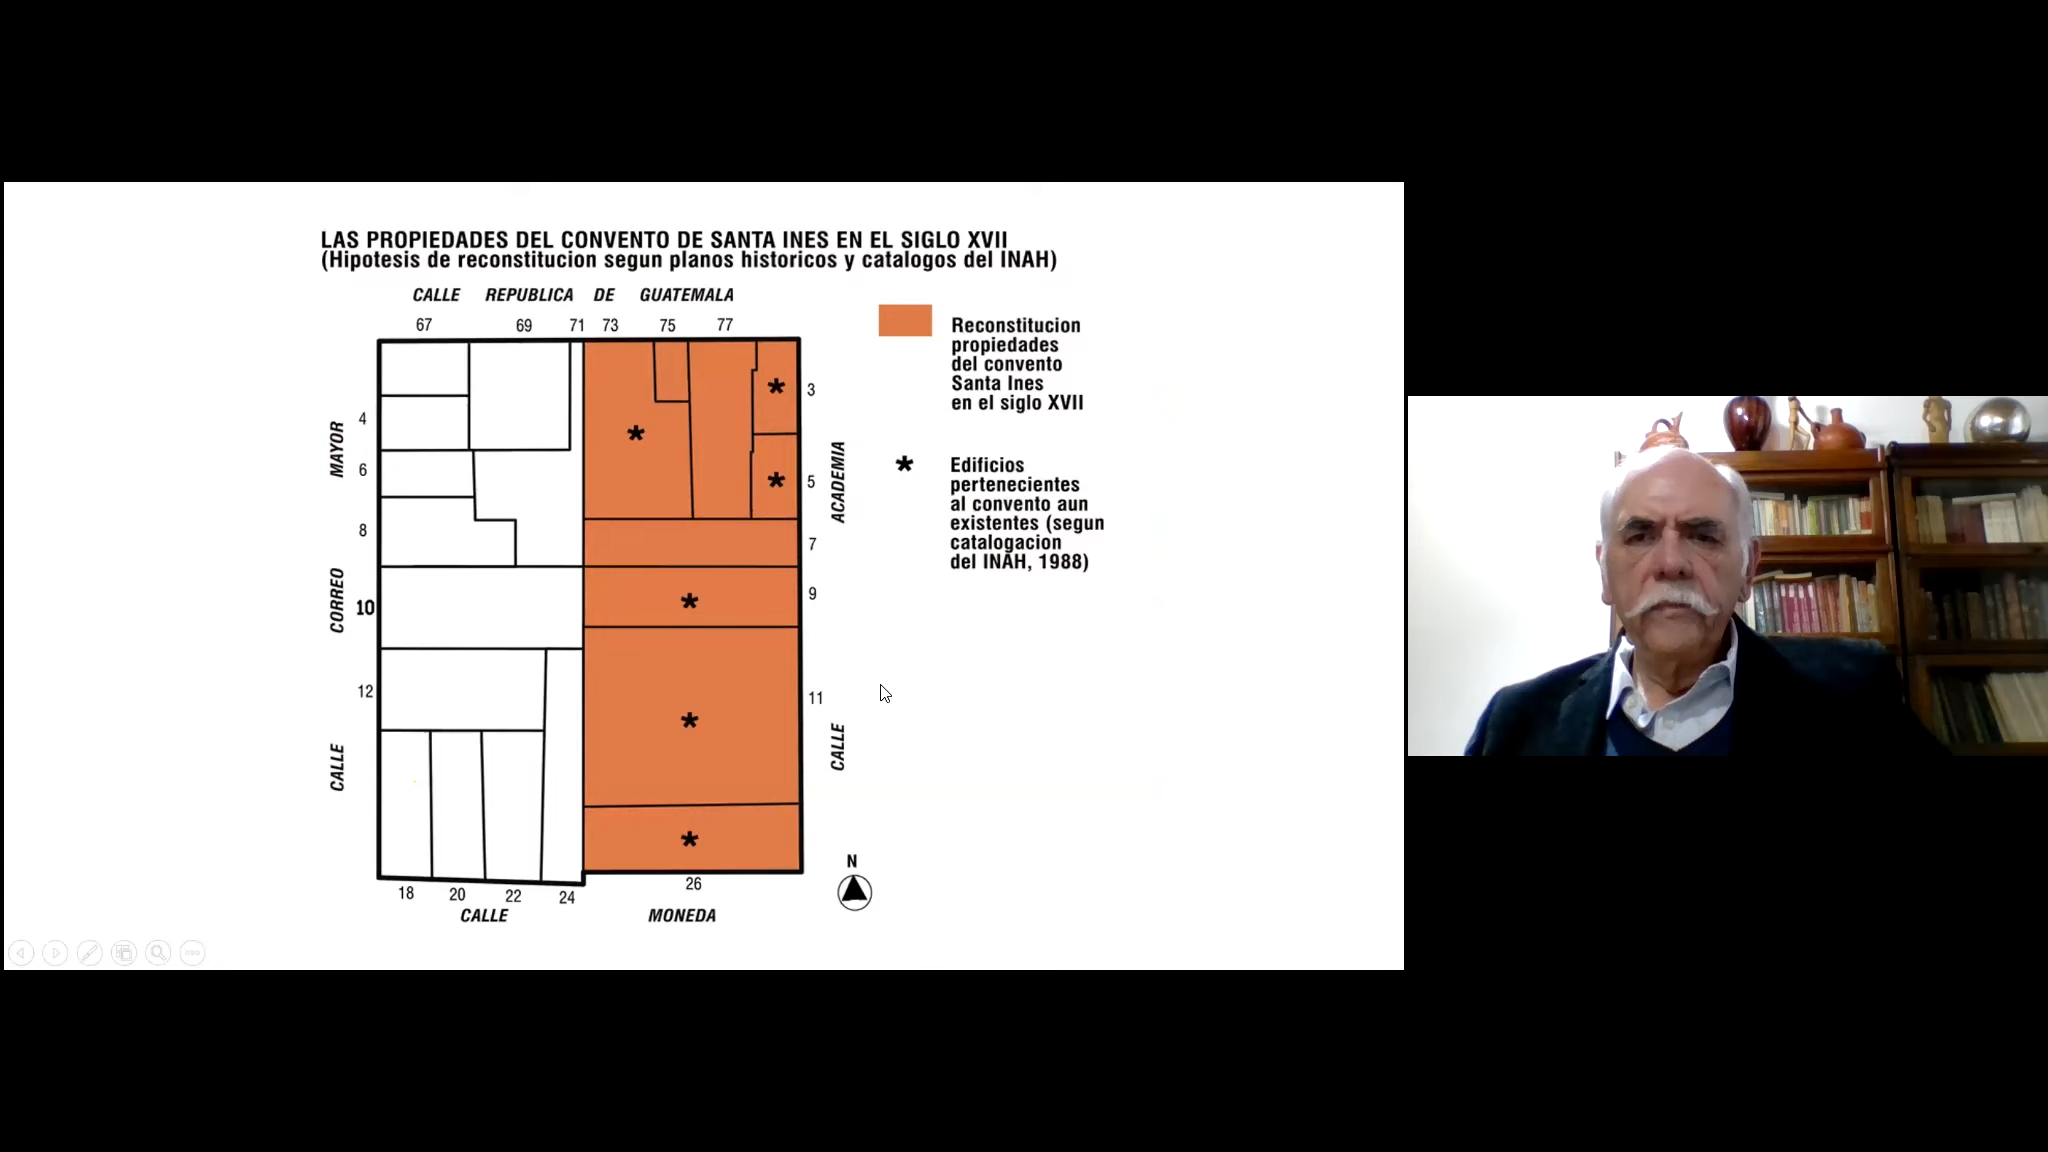 LAS PROPIEDADES DEL CONVENTO DE SANTA INES EN EL SIGLO XVII
(Hipotesis de reconstitucion segun planos historicos y catalogos del INAH)
CALLE REPUBLICA DE GUATEMALA
67 69 71 73 75 77
Reconstitucion
propiedades
del convento
Santa Ines
en el siglo XVII
* Edificios
pertenecientes
al convento aun
existentes (segun
catalogacion
del INAH, 1988)
CALLE CORREO MAYOR
4
6
8
10
12
3
5
7
9
11
CALLE ACADEMIA
N
18 20 22 24 26
CALLE MONEDA